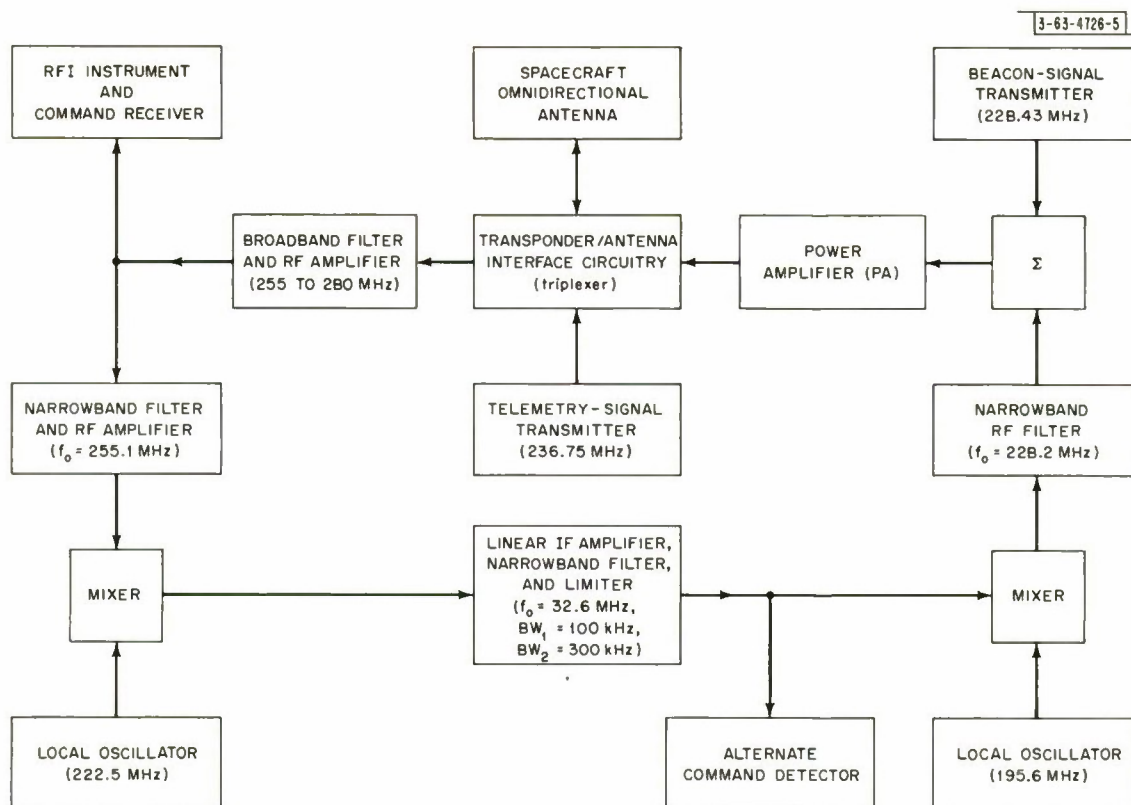 3-63-4726-5
RFI INSTRUMENT
AND
COMMAND RECEIVER
SPACECRAFT
OMNIDIRECTIONAL
ANTENNA
BEACON-SIGNAL
TRANSMITTER
(228.43 MHz)
BROADBAND FILTER
AND RF AMPLIFIER
(255 TO 280 MHz)
TRANSPONDER/ANTENNA
INTERFACE CIRCUITRY
(triplexer)
POWER
AMPLIFIER (PA)
Σ
NARROWBAND FILTER
AND RF AMPLIFIER
(f₀ = 255.1 MHz)
TELEMETRY-SIGNAL
TRANSMITTER
(236.75 MHz)
NARROWBAND
RF FILTER
(f₀ = 228.2 MHz)
MIXER
LINEAR IF AMPLIFIER,
NARROWBAND FILTER,
AND LIMITER
(f₀ = 32.6 MHz,
BW₁ = 100 kHz,
BW₂ = 300 kHz)
MIXER
LOCAL OSCILLATOR
(222.5 MHz)
ALTERNATE
COMMAND DETECTOR
LOCAL OSCILLATOR
(195.6 MHz)